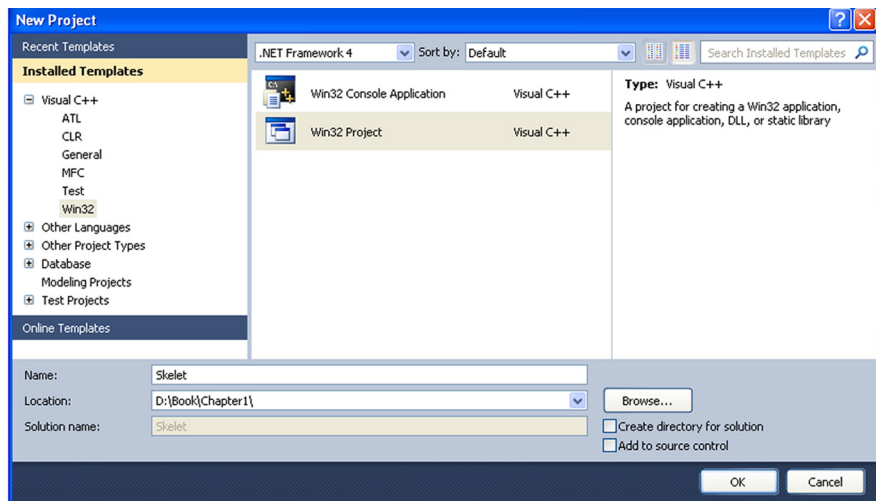 New Project
Recent Templates
Installed Templates
Visual C++
ATL
CLR
General
MFC
Test
Win32
Other Languages
Other Project Types
Database
Modeling Projects
Test Projects
Online Templates
.NET Framework 4
Sort by: Default
Search Installed Templates
Win32 Console Application Visual C++
Win32 Project Visual C++
Type: Visual C++
A project for creating a Win32 application,
console application, DLL, or static library
Name: Skelet
Location: D:\Book\Chapter1\
Browse...
Solution name: Skelet
Create directory for solution
Add to source control
OK Cancel